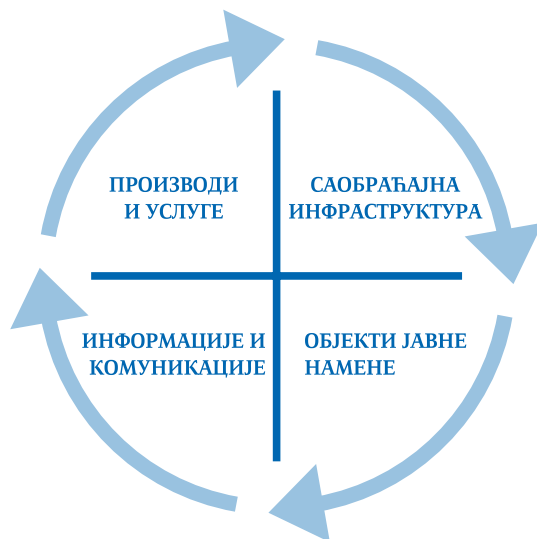 ПРОИЗВОДИ
И УСЛУГЕ
САОБРАЋАЈНА
ИНФРАСТРУКТУРА
ИНФОРМАЦИЈЕ И
КОМУНИКАЦИЈЕ
ОБЈЕКТИ ЈАВНЕ
НАМЕНЕ